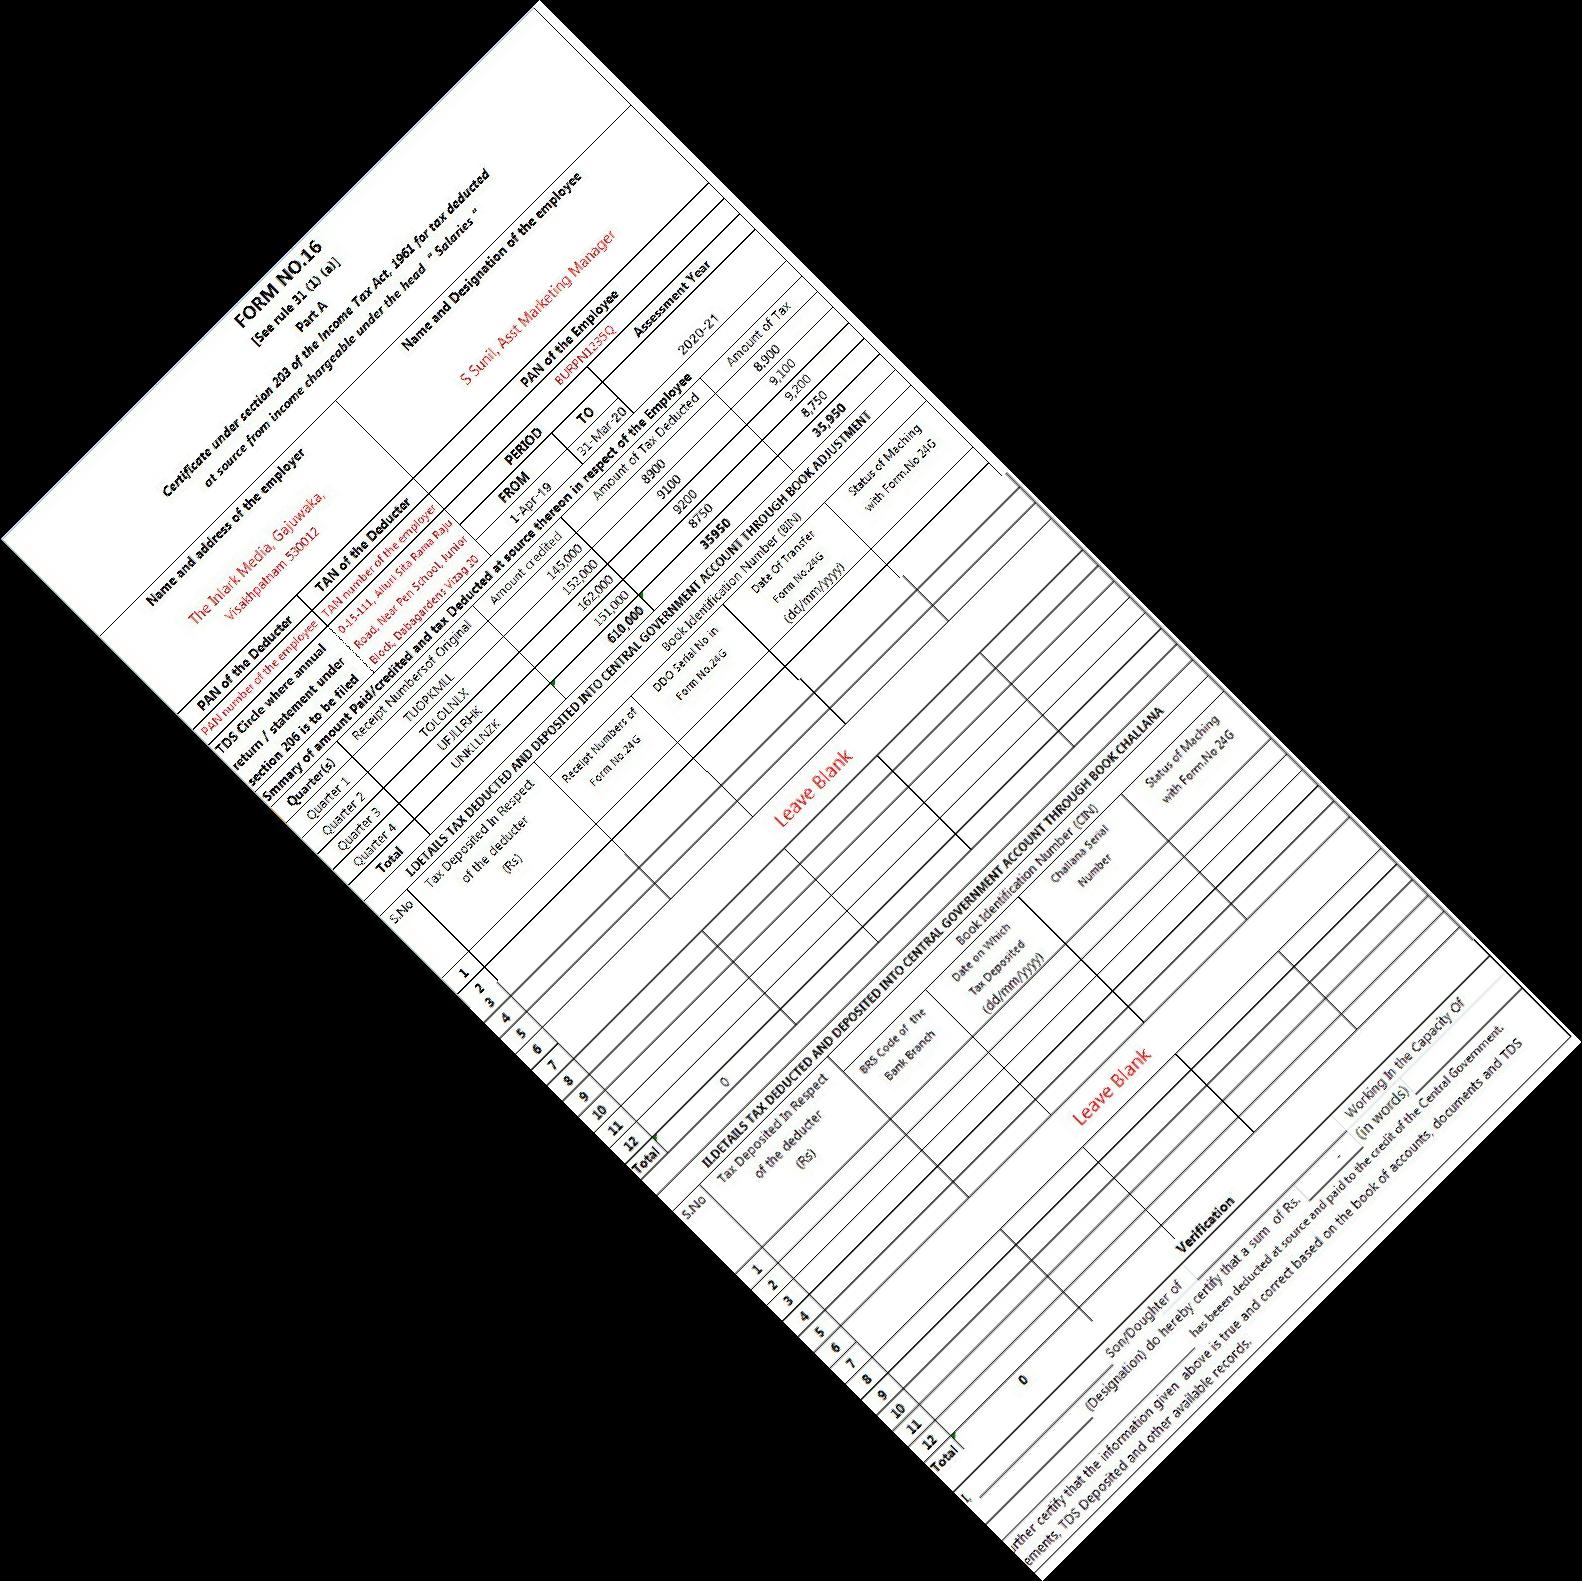 FORM NO.16
[See rule 31 (1) (a)]
Part A
Certificate under section 203 of the Income Tax Act, 1961 for tax deducted
at source from income chargeable under the head " Salaries "
Name and address of the employer
Name and Designation of the employee
The Inlark Media, Gajuwaka,
visakhpatnam 530012
S Sunil, Asst Marketing Manager
PAN of the Deducter TAN of the Deductor PAN of the Employee
PAN number of the employee TAN number of the employer BURPN1235Q
TDS Circle where annual
return / statement under
section 206 is to be filed
0-15-111, Alluri Sita Rama Raju
Road, Near Pen School, Junior
Block, Dabagardens Vizag 20
PERIOD Assessment Year
FROM TO
1-Apr-19 31-Mar-20 2020-21
Smmary of amount Paid/credited and tax Deducted at source thereon in respect of the Employee
Quarter(s) Receipt Numbersof Original Amount credited Amount of Tax Deducted Amount of Tax
Quarter 1 TUOPKMLL 145,000 8900 8,900
Quarter 2 TOLOLNLX 152,000 9100 9,100
Quarter 3 UFJLLBHK 162,000 9200 9,200
Quarter 4 UNKLLNZK 151,000 8750 8,750
Total 610,000 35950 35,950
I.DETAILS TAX DEDUCTED AND DEPOSITED INTO CENTRAL GOVERNMENT ACCOUNT THROUGH BOOK ADJUSTMENT
S.No
Tax Deposited In Respect
of the deducter
(Rs)
Book Identification Number (BIN)
Receipt Numbers of
Form No.24G
DDO Serial No in
Form No.24G
Date Of Transfer
Form No.24G
(dd/mm/yyyy)
Status of Maching
with Form.No 24G
1
2
3
4
5
6
7
8
9
10
11
12
Leave Blank
Total 0
II.DETAILS TAX DEDUCTED AND DEPOSITED INTO CENTRAL GOVERNMENT ACCOUNT THROUGH BOOK CHALLANA
S.No
Tax Deposited In Respect
of the deducter
(Rs)
Book Identification Number (CIN)
BRS Code of the
Bank Branch
Date on Which
Tax Deposited
(dd/mm/yyyy)
Challana Serial
Number
Status of Maching
with Form.No 24G
1
2
3
4
5
6
7
8
9
10
11
12
Leave Blank
Total 0
Verification
I, Son/Doughter of Working In the Capacity Of
(Designation) do hereby certify that a sum of Rs. - (in words)
has beeen deducted at source and paid to the credit of the Central Government.
rther certify that the information given above is true and correct based on the book of accounts, documents and TDS
ements, TDS Deposited and other available records.